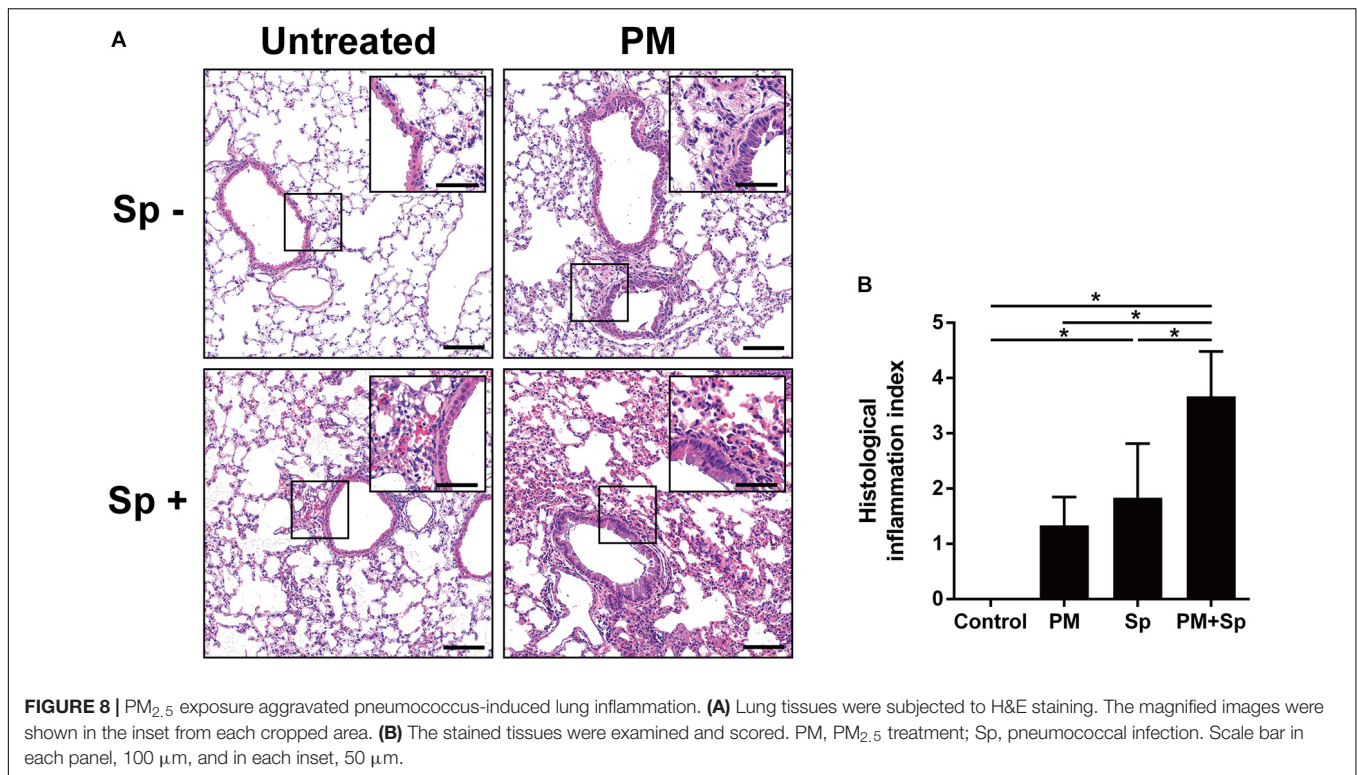 A
Untreated PM
Sp -
Sp +
B
* 
*
* *
5
4
3
2
1
0
Histological
inflammation index
Control PM Sp PM+Sp
FIGURE 8 | PM2.5 exposure aggravated pneumococcus-induced lung inflammation. (A) Lung tissues were subjected to H&E staining. The magnified images were
shown in the inset from each cropped area. (B) The stained tissues were examined and scored. PM, PM2.5 treatment; Sp, pneumococcal infection. Scale bar in
each panel, 100 μm, and in each inset, 50 μm.